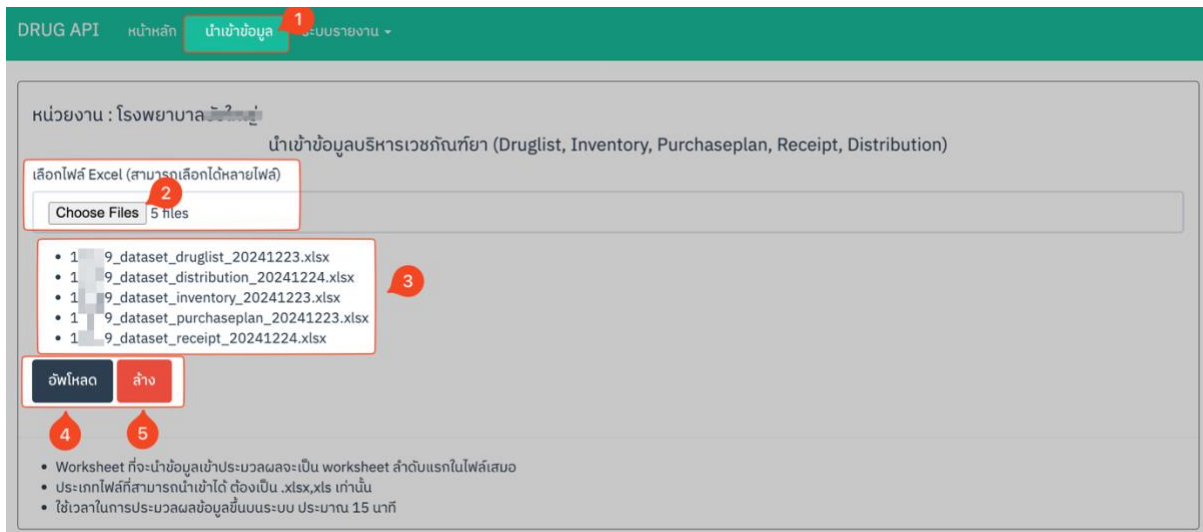 DRUG API หน้าหลัก นำเข้าข้อมูล 1 ระบบรายงาน
หน่วยงาน : โรงพยาบาล
นำเข้าข้อมูลบริหารเวชภัณฑ์ยา (Druglist, Inventory, Purchaseplan, Receipt, Distribution)
เลือกไฟล์ Excel (สามารถเลือกได้หลายไฟล์)
2
Choose Files 5 files
1 9_dataset_druglist_20241223.xlsx
1 9_dataset_distribution_20241224.xlsx
3
1 9_dataset_inventory_20241223.xlsx
1 9_dataset_purchaseplan_20241223.xlsx
1 9_dataset_receipt_20241224.xlsx
อัพโหลด ล้าง
4 5
Worksheet ที่จะนำข้อมูลเข้าประมวลผลจะเป็น worksheet ลำดับแรกในไฟล์เสมอ
ประเภทไฟล์ที่สามารถนำเข้าได้ ต้องเป็น .xlsx,xls เท่านั้น
ใช้เวลาในการประมวลผลข้อมูลขึ้นบนระบบ ประมาณ 15 นาที